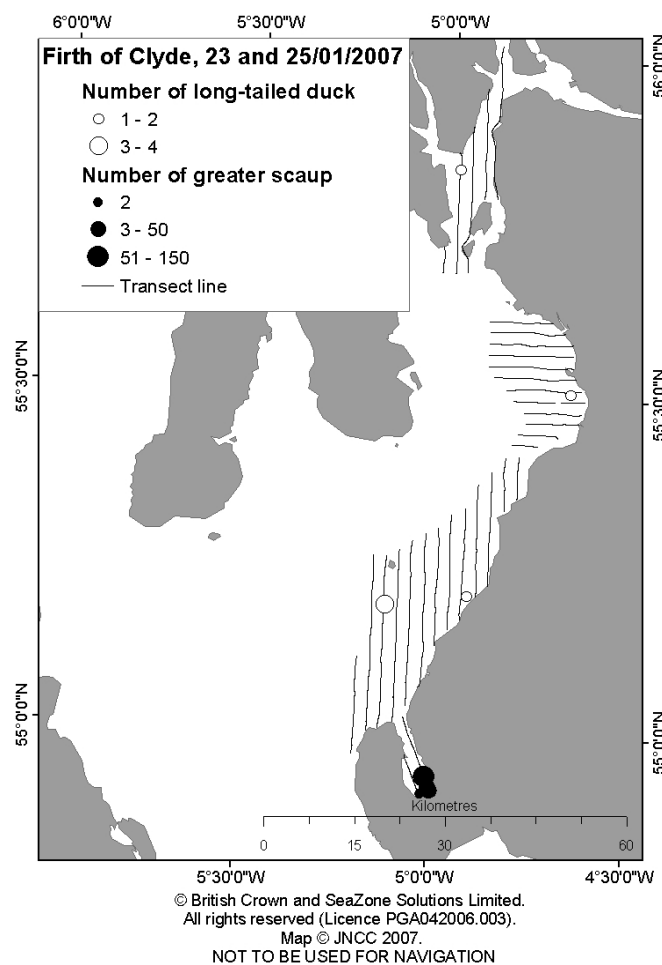 6°0'0"W 5°30'0"W 5°0'0"W
Firth of Clyde, 23 and 25/01/2007
Number of long-tailed duck
1 - 2
3 - 4
Number of greater scaup
2
3 - 50
51 - 150
Transect line
56°0'0"N
55°30'0"N
55°30'0"N
55°0'0"N
55°0'0"N
Kilometres
0 15 30 60
5°30'0"W 5°0'0"W 4°30'0"W
© British Crown and SeaZone Solutions Limited.
All rights reserved (Licence PGA042006.003).
Map © JNCC 2007.
NOT TO BE USED FOR NAVIGATION